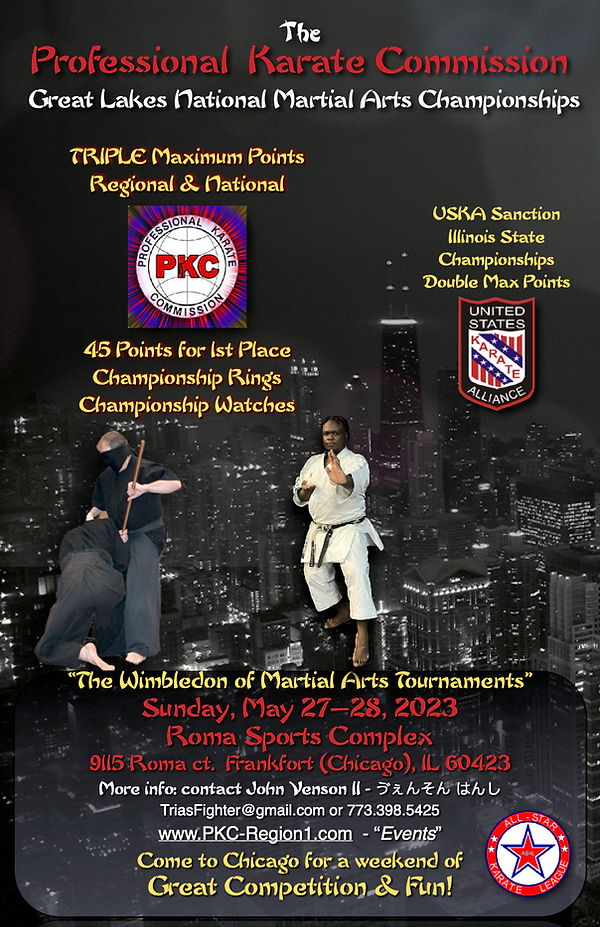 The
Professional Karate Commission
Great Lakes National Martial Arts Championships
TRIPLE Maximum Points
Regional & National
PROFESSIONAL KARATE
PKC
COMMISSION
45 Points for 1st Place
Championship Rings
Championship Watches
USKA Sanction
Illinois State
Championships
Double Max Points
UNITED
STATES
KARATE
ALLIANCE
"The Wimbledon of Martial Arts Tournaments"
Sunday, May 27–28, 2023
Roma Sports Complex
9115 Roma ct. Frankfort (Chicago), IL 60423
More info: contact John Venson II - ゔぇんそん はんし
TriasFighter@gmail.com or 773.398.5425
www.PKC-Region1.com - “Events”
Come to Chicago for a weekend of
Great Competition & Fun!
ALL-STAR
KARATE LEAGUE